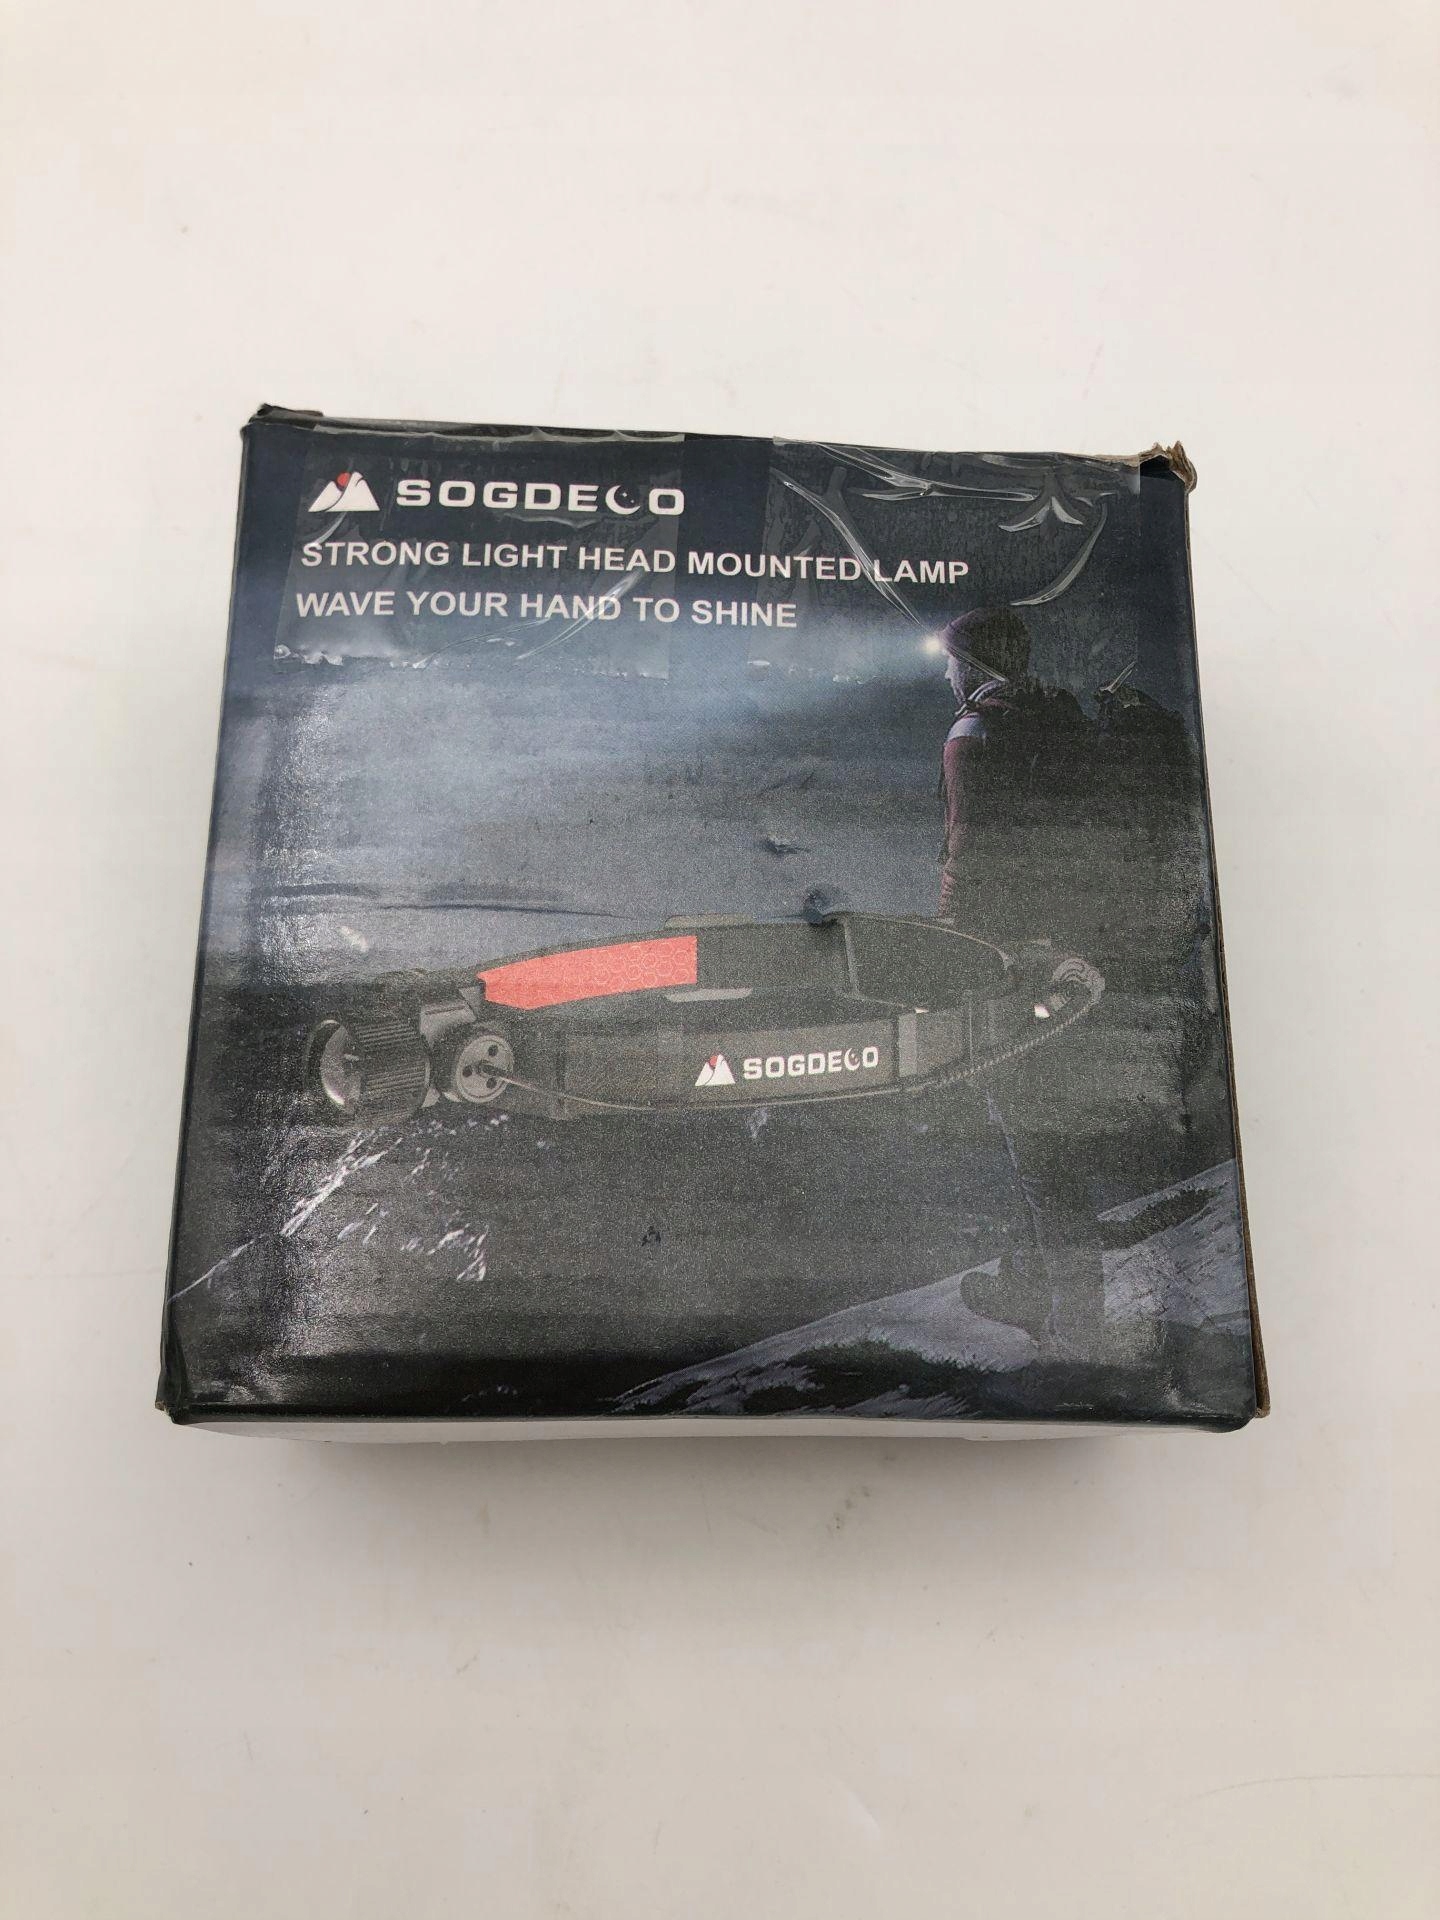 SOGDECO
STRONG LIGHT HEAD MOUNTED LAMP
WAVE YOUR HAND TO SHINE
SOGDECO